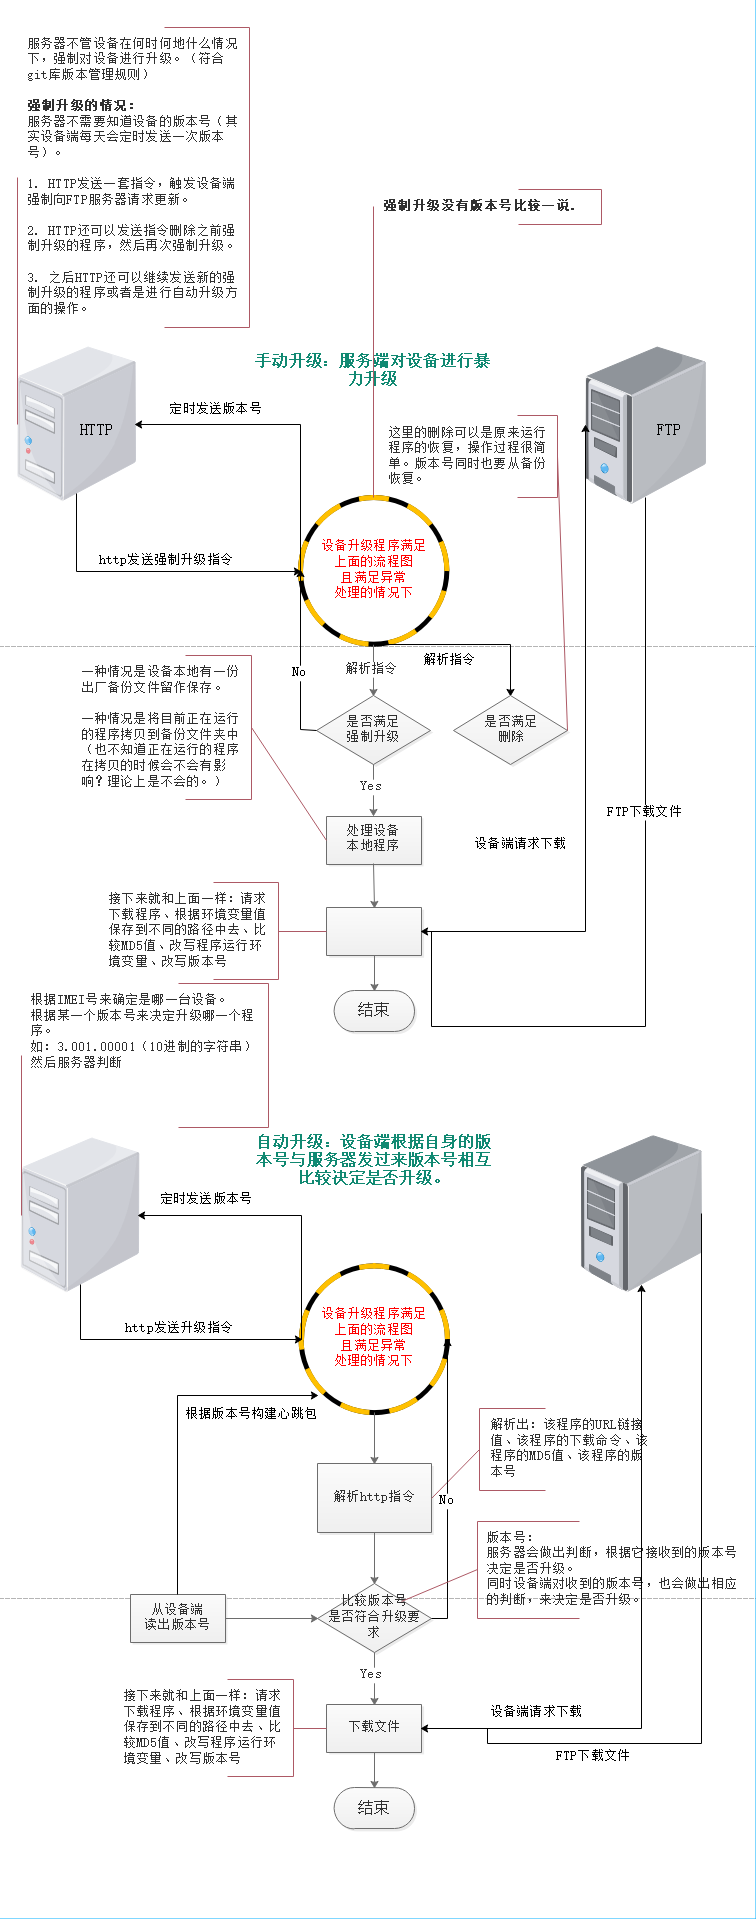 服务器不管设备在何时何地什么情况
下，强制对设备进行升级。（符合
git库版本管理规则）
强制升级的情况：
服务器不需要知道设备的版本号（其
实设备端每天会定时发送一次版本
号）。
1. HTTP发送一套指令，触发设备端
强制向FTP服务器请求更新。
2. HTTP还可以发送指令删除之前强
制升级的程序，然后再次强制升级。
3. 之后HTTP还可以继续发送新的强
制升级的程序或者是进行自动升级方
面的操作。
强制升级没有版本号比较一说.
手动升级：服务端对设备进行暴
力升级
HTTP
定时发送版本号
FTP
这里的删除可以是原来运行
程序的恢复，操作过程很简
单。版本号同时也要从备份
恢复。
http发送强制升级指令
设备升级程序满足
上面的流程图
且满足异常
处理的情况下
No
解析指令
解析指令
一种情况是设备本地有一份
出厂备份文件留作保存。
一种情况是将目前正在运行
的程序拷贝到备份文件夹中
（也不知道正在运行的程序
在拷贝的时候会不会有影
响？理论上是不会的。）
是否满足
强制升级
是否满足
删除
Yes
处理设备
本地程序
FTP下载文件
设备端请求下载
接下来就和上面一样：请求
下载程序、根据环境变量值
保存到不同的路径中去、比
较MD5值、改写程序运行环
境变量、改写版本号
结束
根据IMEI号来确定是哪一台设备。
根据某一个版本号来决定升级哪一个程
序。
如：3.001.00001（10进制的字符串）
然后服务器判断
自动升级：设备端根据自身的版
本号与服务器发过来版本号相互
比较决定是否升级。
定时发送版本号
http发送升级指令
设备升级程序满足
上面的流程图
且满足异常
处理的情况下
根据版本号构建心跳包
解析出：该程序的URL链接
值、该程序的下载命令、该
程序的MD5值、该程序的版
本号
解析http指令
No
版本号：
服务器会做出判断，根据它接收到的版本号
决定是否升级。
同时设备端对收到的版本号，也会做出相应
的判断，来决定是否升级。
从设备端
读出版本号
比较版本号
是否符合升级要
求
Yes
接下来就和上面一样：请求
下载程序、根据环境变量值
保存到不同的路径中去、比
较MD5值、改写程序运行环
境变量、改写版本号
下载文件
设备端请求下载
FTP下载文件
结束